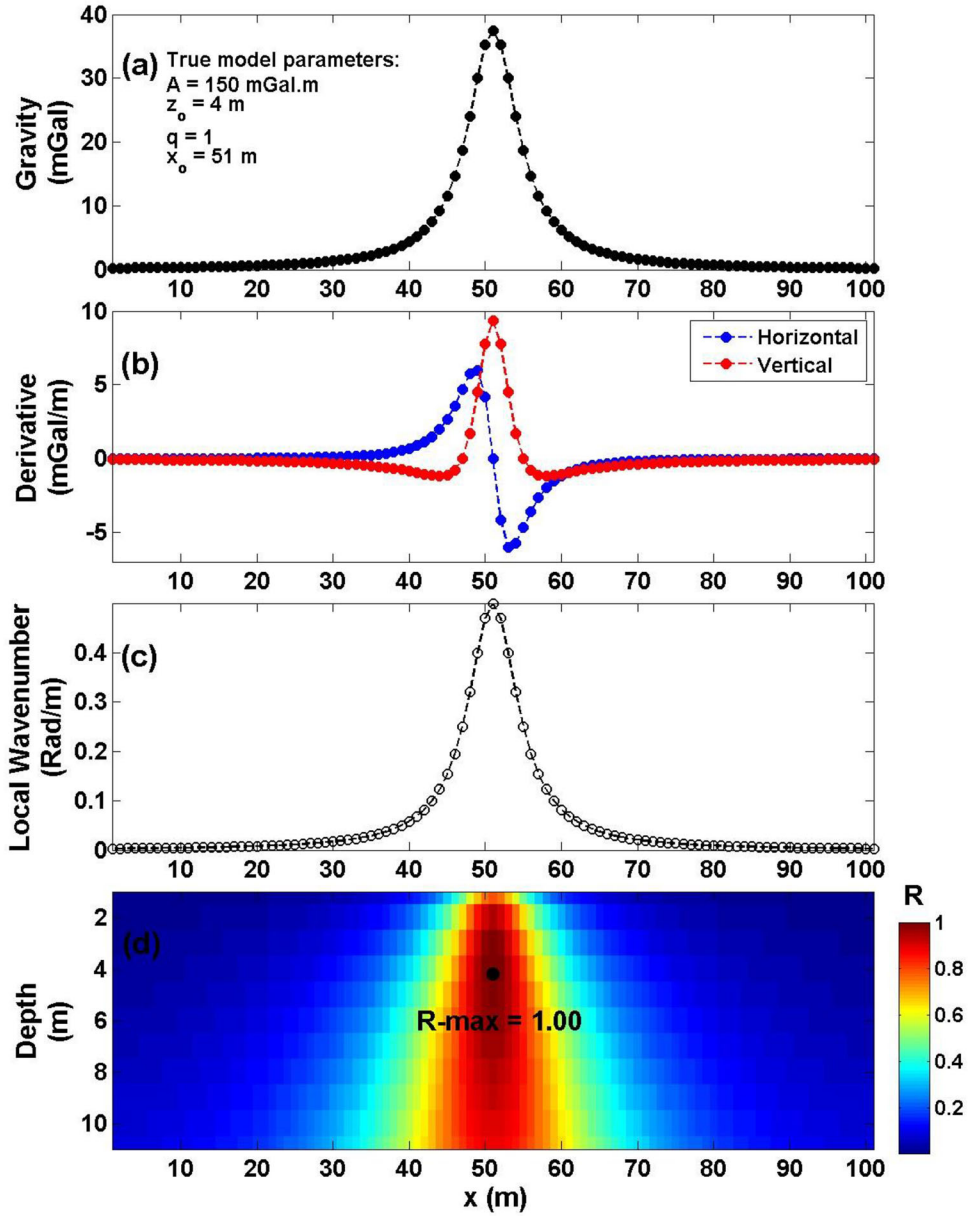 40
30
20
10
0
Gravity
(mGal)
(a)
True model parameters:
A = 150 mGal.m
z_o = 4 m
q = 1
x_o = 51 m
10 20 30 40 50 60 70 80 90 100
10
5
0
-5
Derivative
(mGal/m)
(b)
Horizontal
Vertical
10 20 30 40 50 60 70 80 90 100
0.4
0.3
0.2
0.1
0
Local Wavenumber
(Rad/m)
(c)
10 20 30 40 50 60 70 80 90 100
2
4
6
8
10
Depth
(m)
(d)
R-max = 1.00
R
1
0.8
0.6
0.4
0.2
10 20 30 40 50 60 70 80 90 100
x (m)